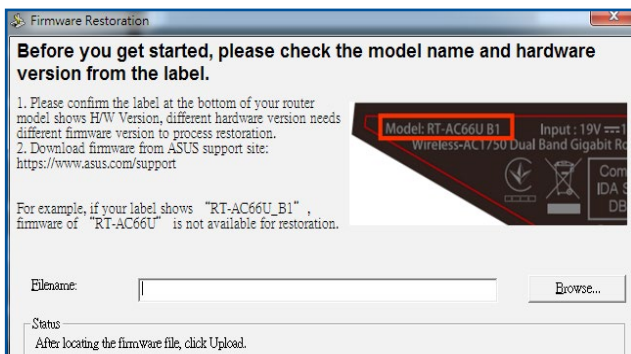 Firmware Restoration
Before you get started, please check the model name and hardware
version from the label.
1. Please confirm the label at the bottom of your router
model shows H/W Version, different hardware version needs
different firmware version to process restoration.
2. Download firmware from ASUS support site:
https://www.asus.com/support
For example, if your label shows “RT-AC66U_B1”,
firmware of “RT-AC66U” is not available for restoration.
Model: RT-AC66U B1 Input : 19V
Wireless-AC1750 Dual Band Gigabit
Com
IDA S
DB
Filename:
Browse...
Status
After locating the firmware file, click Upload.